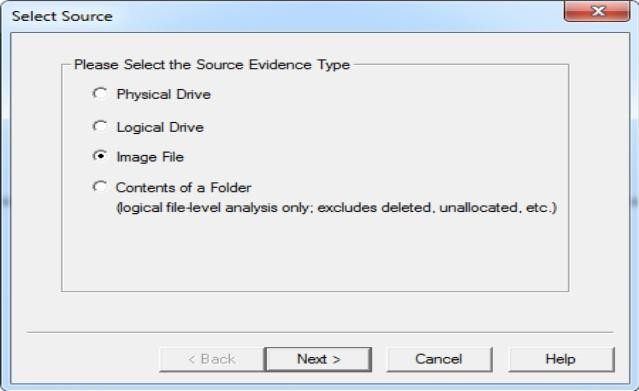 Select Source
Please Select the Source Evidence Type
Physical Drive
Logical Drive
Image File
Contents of a Folder
(logical file-level analysis only; excludes deleted, unallocated, etc.)
< Back Next > Cancel Help